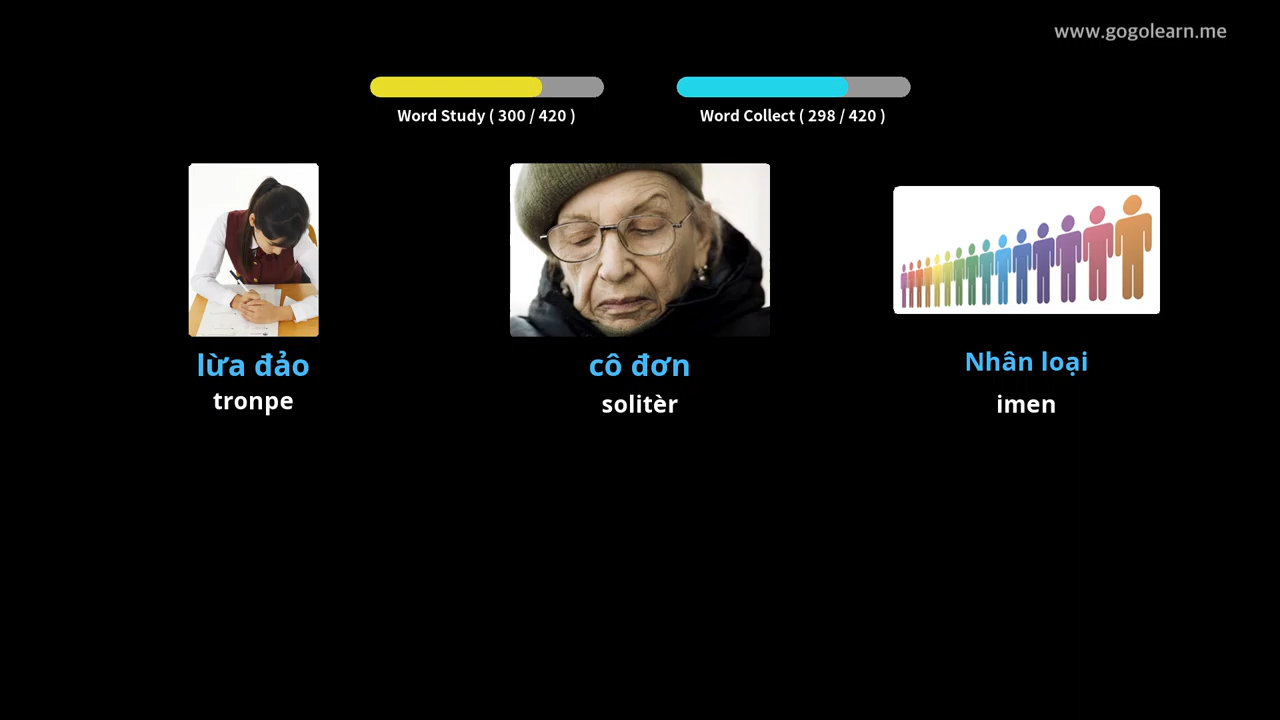 www.gogolearn.me
Word Study ( 300 / 420 )
Word Collect ( 298 / 420 )
lừa đảo
tronpe
cô đơn
solitèr
Nhân loại
imen